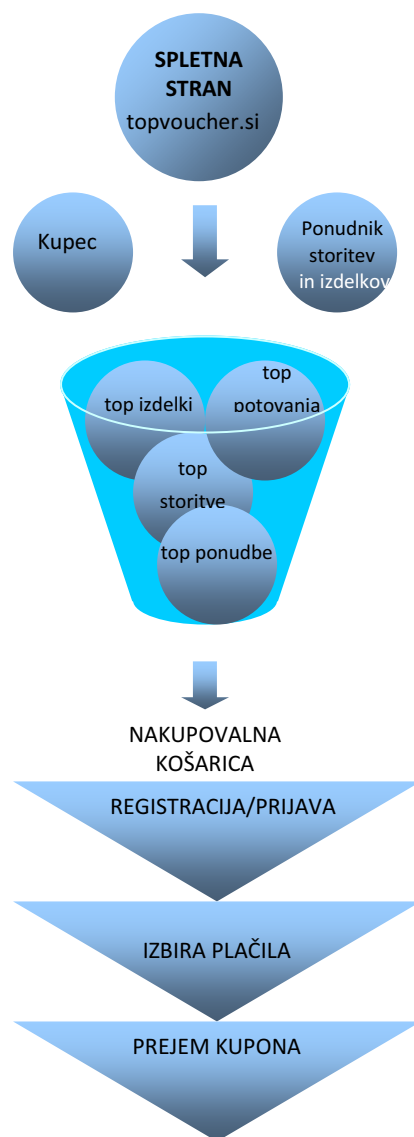 SPLETNA
STRAN
topvoucher.si
Kupec
Ponudnik
storitev
in izdelkov
top izdelki
top
potovania
top
storitve
top ponudbe
NAKUPOVALNA
KOŠARICA
REGISTRACIJA/PRIJAVA
IZBIRA PLAČILA
PREJEM KUPONA